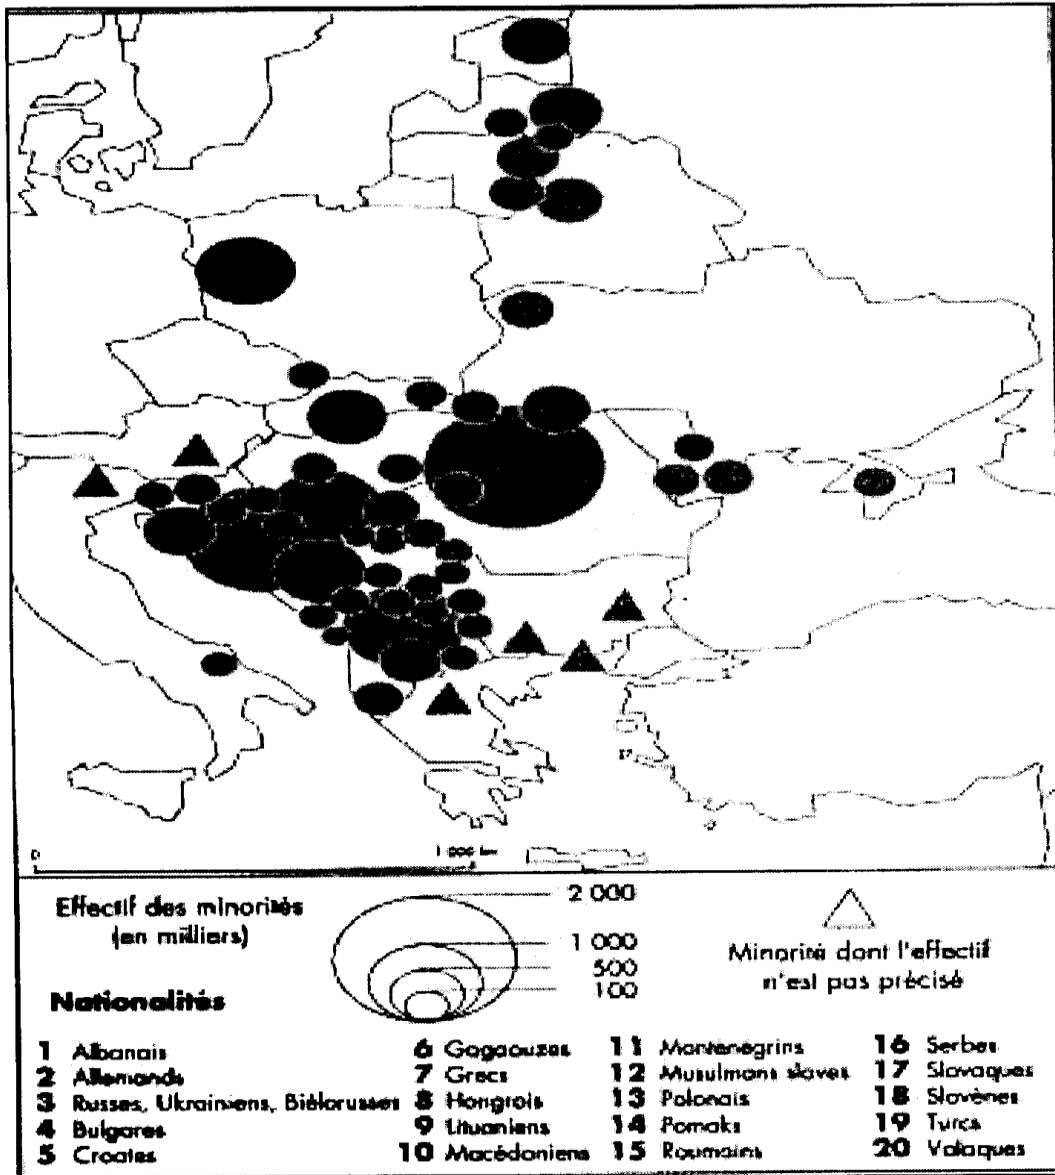 0
1 000 km
Effectif des minorités
(en milliers)
2 000
1 000
500
100
Minorité dont l'effectif
n'est pas précisé
Nationalités
1 Albanais
2 Allemands
3 Russes, Ukrainiens, Biélorusses
4 Bulgares
5 Croates
6 Gagaouzes
7 Grecs
8 Hongrois
9 Lituaniens
10 Macédoniens
11 Monténégrins
12 Musulmans slaves
13 Polonais
14 Pomaks
15 Roumains
16 Serbes
17 Slovaques
18 Slovènes
19 Turcs
20 Valaques